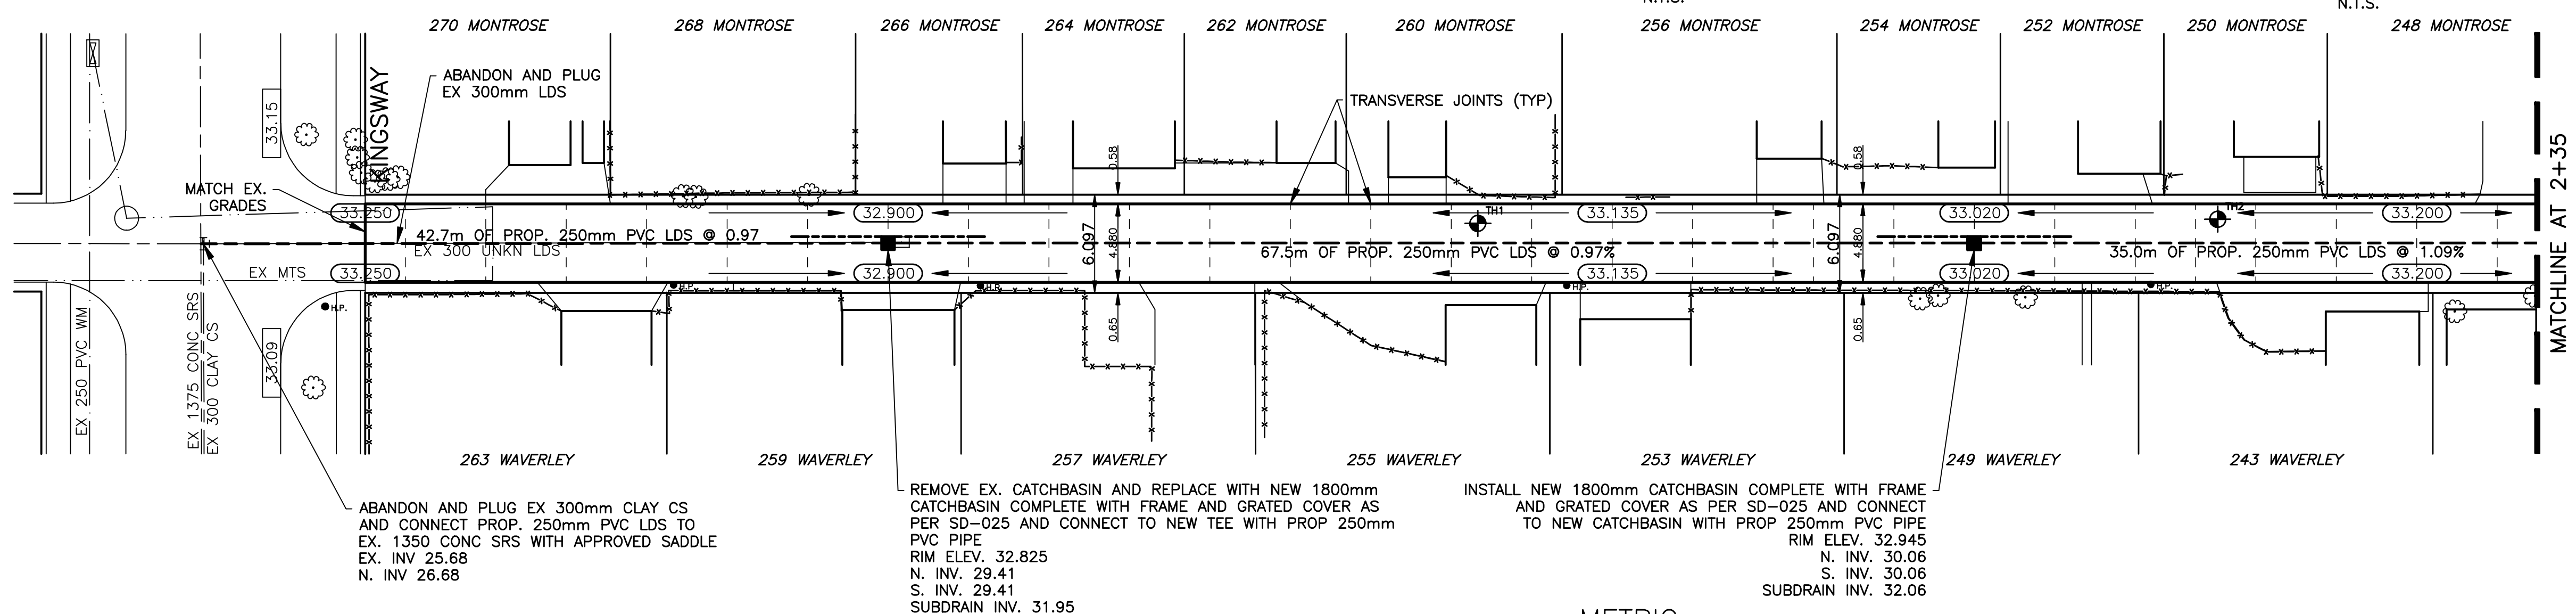 N.T.S.
N.T.S.
270 MONTROSE
268 MONTROSE
266 MONTROSE
264 MONTROSE
262 MONTROSE
260 MONTROSE
256 MONTROSE
254 MONTROSE
252 MONTROSE
250 MONTROSE
248 MONTROSE
ABANDON AND PLUG
EX 300mm LDS
TRANSVERSE JOINTS (TYP)
33.15
KINGSWAY
MATCH EX.
GRADES
0.58
0.58
33.250
32.900
33.135
33.020
33.200
TH1
TH2
42.7m OF PROP. 250mm PVC LDS @ 0.97
EX 300 UNKN LDS
67.5m OF PROP. 250mm PVC LDS @ 0.97%
35.0m OF PROP. 250mm PVC LDS @ 1.09%
6.097
4.880
6.097
4.880
EX MTS
33.250
32.900
33.135
33.020
33.200
H.P.
H.P.
H.P.
H.P.
H.P.
0.65
0.65
33.09
EX 250 PVC WM
EX 1375 CONC SRS
EX 300 CLAY CS
MATCHLINE AT 2+35
263 WAVERLEY
259 WAVERLEY
257 WAVERLEY
255 WAVERLEY
253 WAVERLEY
249 WAVERLEY
243 WAVERLEY
ABANDON AND PLUG EX 300mm CLAY CS
AND CONNECT PROP. 250mm PVC LDS TO
EX. 1350 CONC SRS WITH APPROVED SADDLE
EX. INV 25.68
N. INV 26.68
REMOVE EX. CATCHBASIN AND REPLACE WITH NEW 1800mm
CATCHBASIN COMPLETE WITH FRAME AND GRATED COVER AS
PER SD-025 AND CONNECT TO NEW TEE WITH PROP 250mm
PVC PIPE
RIM ELEV. 32.825
N. INV. 29.41
S. INV. 29.41
SUBDRAIN INV. 31.95
INSTALL NEW 1800mm CATCHBASIN COMPLETE WITH FRAME
AND GRATED COVER AS PER SD-025 AND CONNECT
TO NEW CATCHBASIN WITH PROP 250mm PVC PIPE
RIM ELEV. 32.945
N. INV. 30.06
S. INV. 30.06
SUBDRAIN INV. 32.06
METRIC